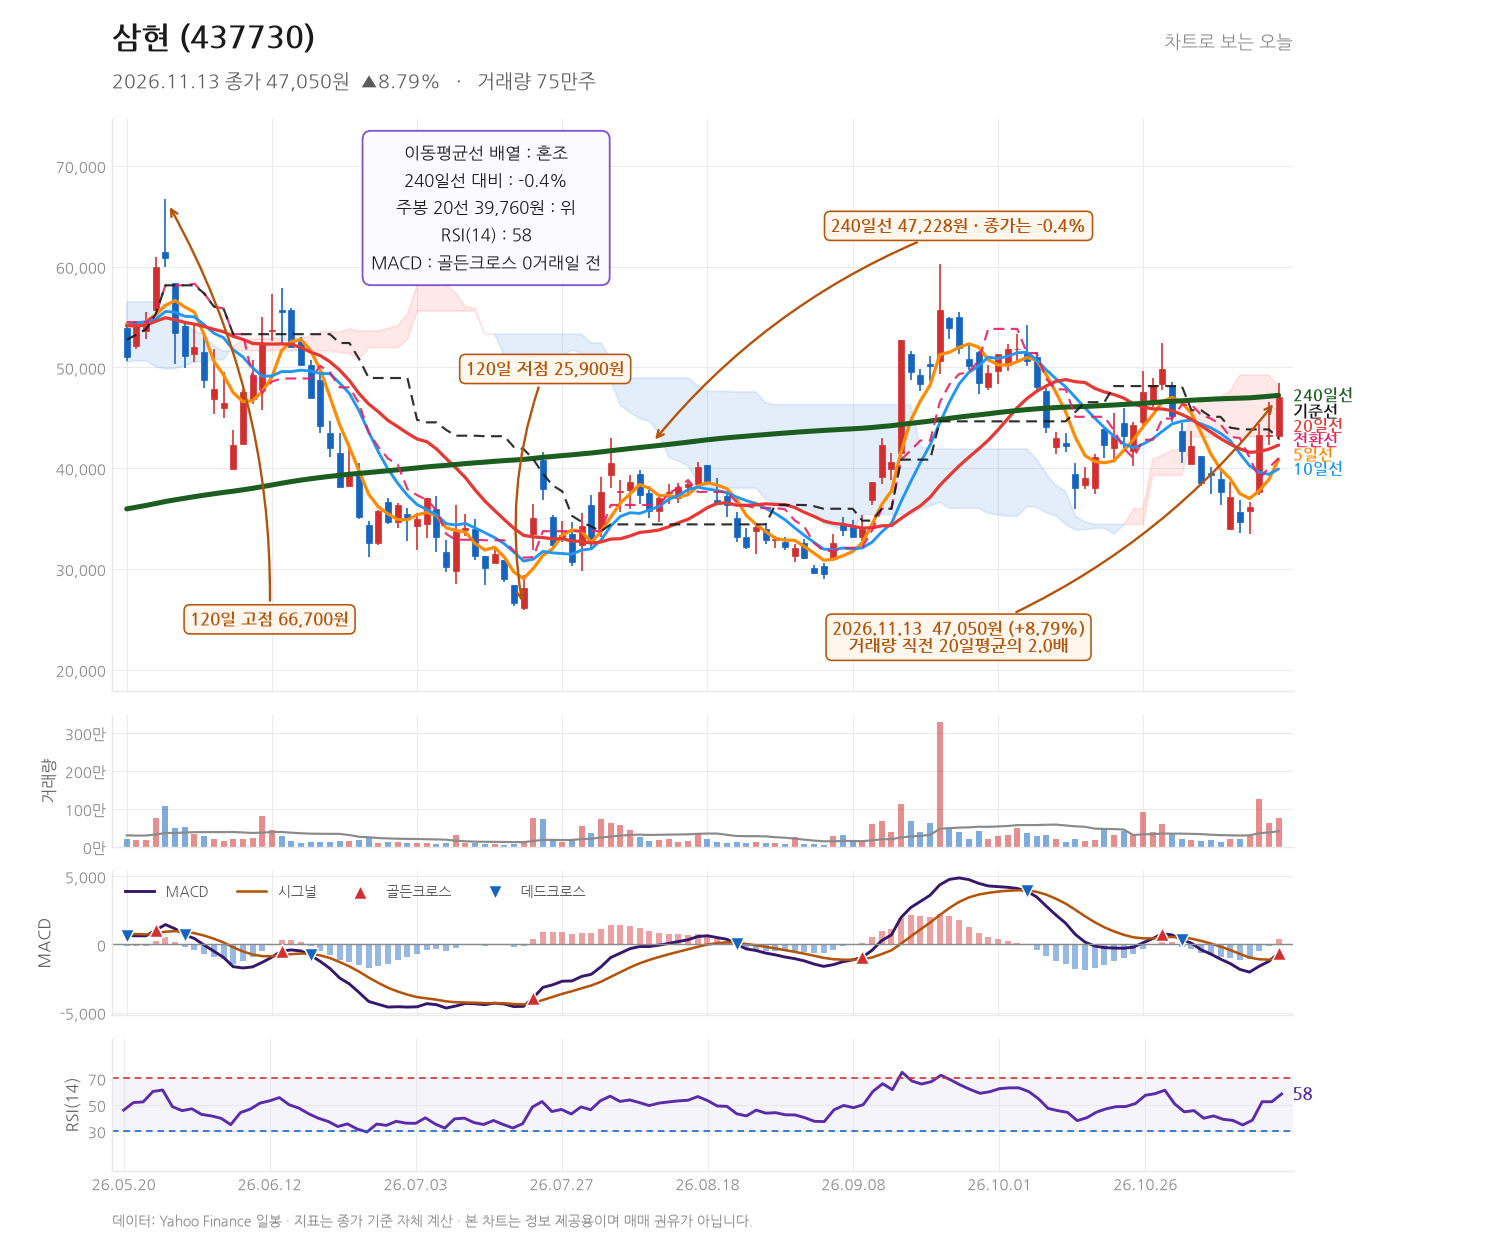 삼현 (437730)
차트로 보는 오늘
2026.11.13 종가 47,050원 ▲8.79% · 거래량 75만주
이동평균선 배열 : 혼조
240일선 대비 : -0.4%
주봉 20선 39,760원 : 위
RSI(14) : 58
MACD : 골든크로스 0거래일 전
240일선 47,228원 · 종가는 -0.4%
120일 저점 25,900원
120일 고점 66,700원
2026.11.13 47,050원 (+8.79%)
거래량 직전 20일평균의 2.0배
70,000
60,000
50,000
40,000
30,000
20,000
240일선
기준선
20일선
전환선
5일선
10일선
거래량
300만
200만
100만
0만
MACD
5,000
0
-5,000
MACD
시그널
골든크로스
데드크로스
RSI(14)
70
50
30
58
26.05.20
26.06.12
26.07.03
26.07.27
26.08.18
26.09.08
26.10.01
26.10.26
데이터: Yahoo Finance 일봉 · 지표는 종가 기준 자체 계산 · 본 차트는 정보 제공용이며 매매 권유가 아닙니다.